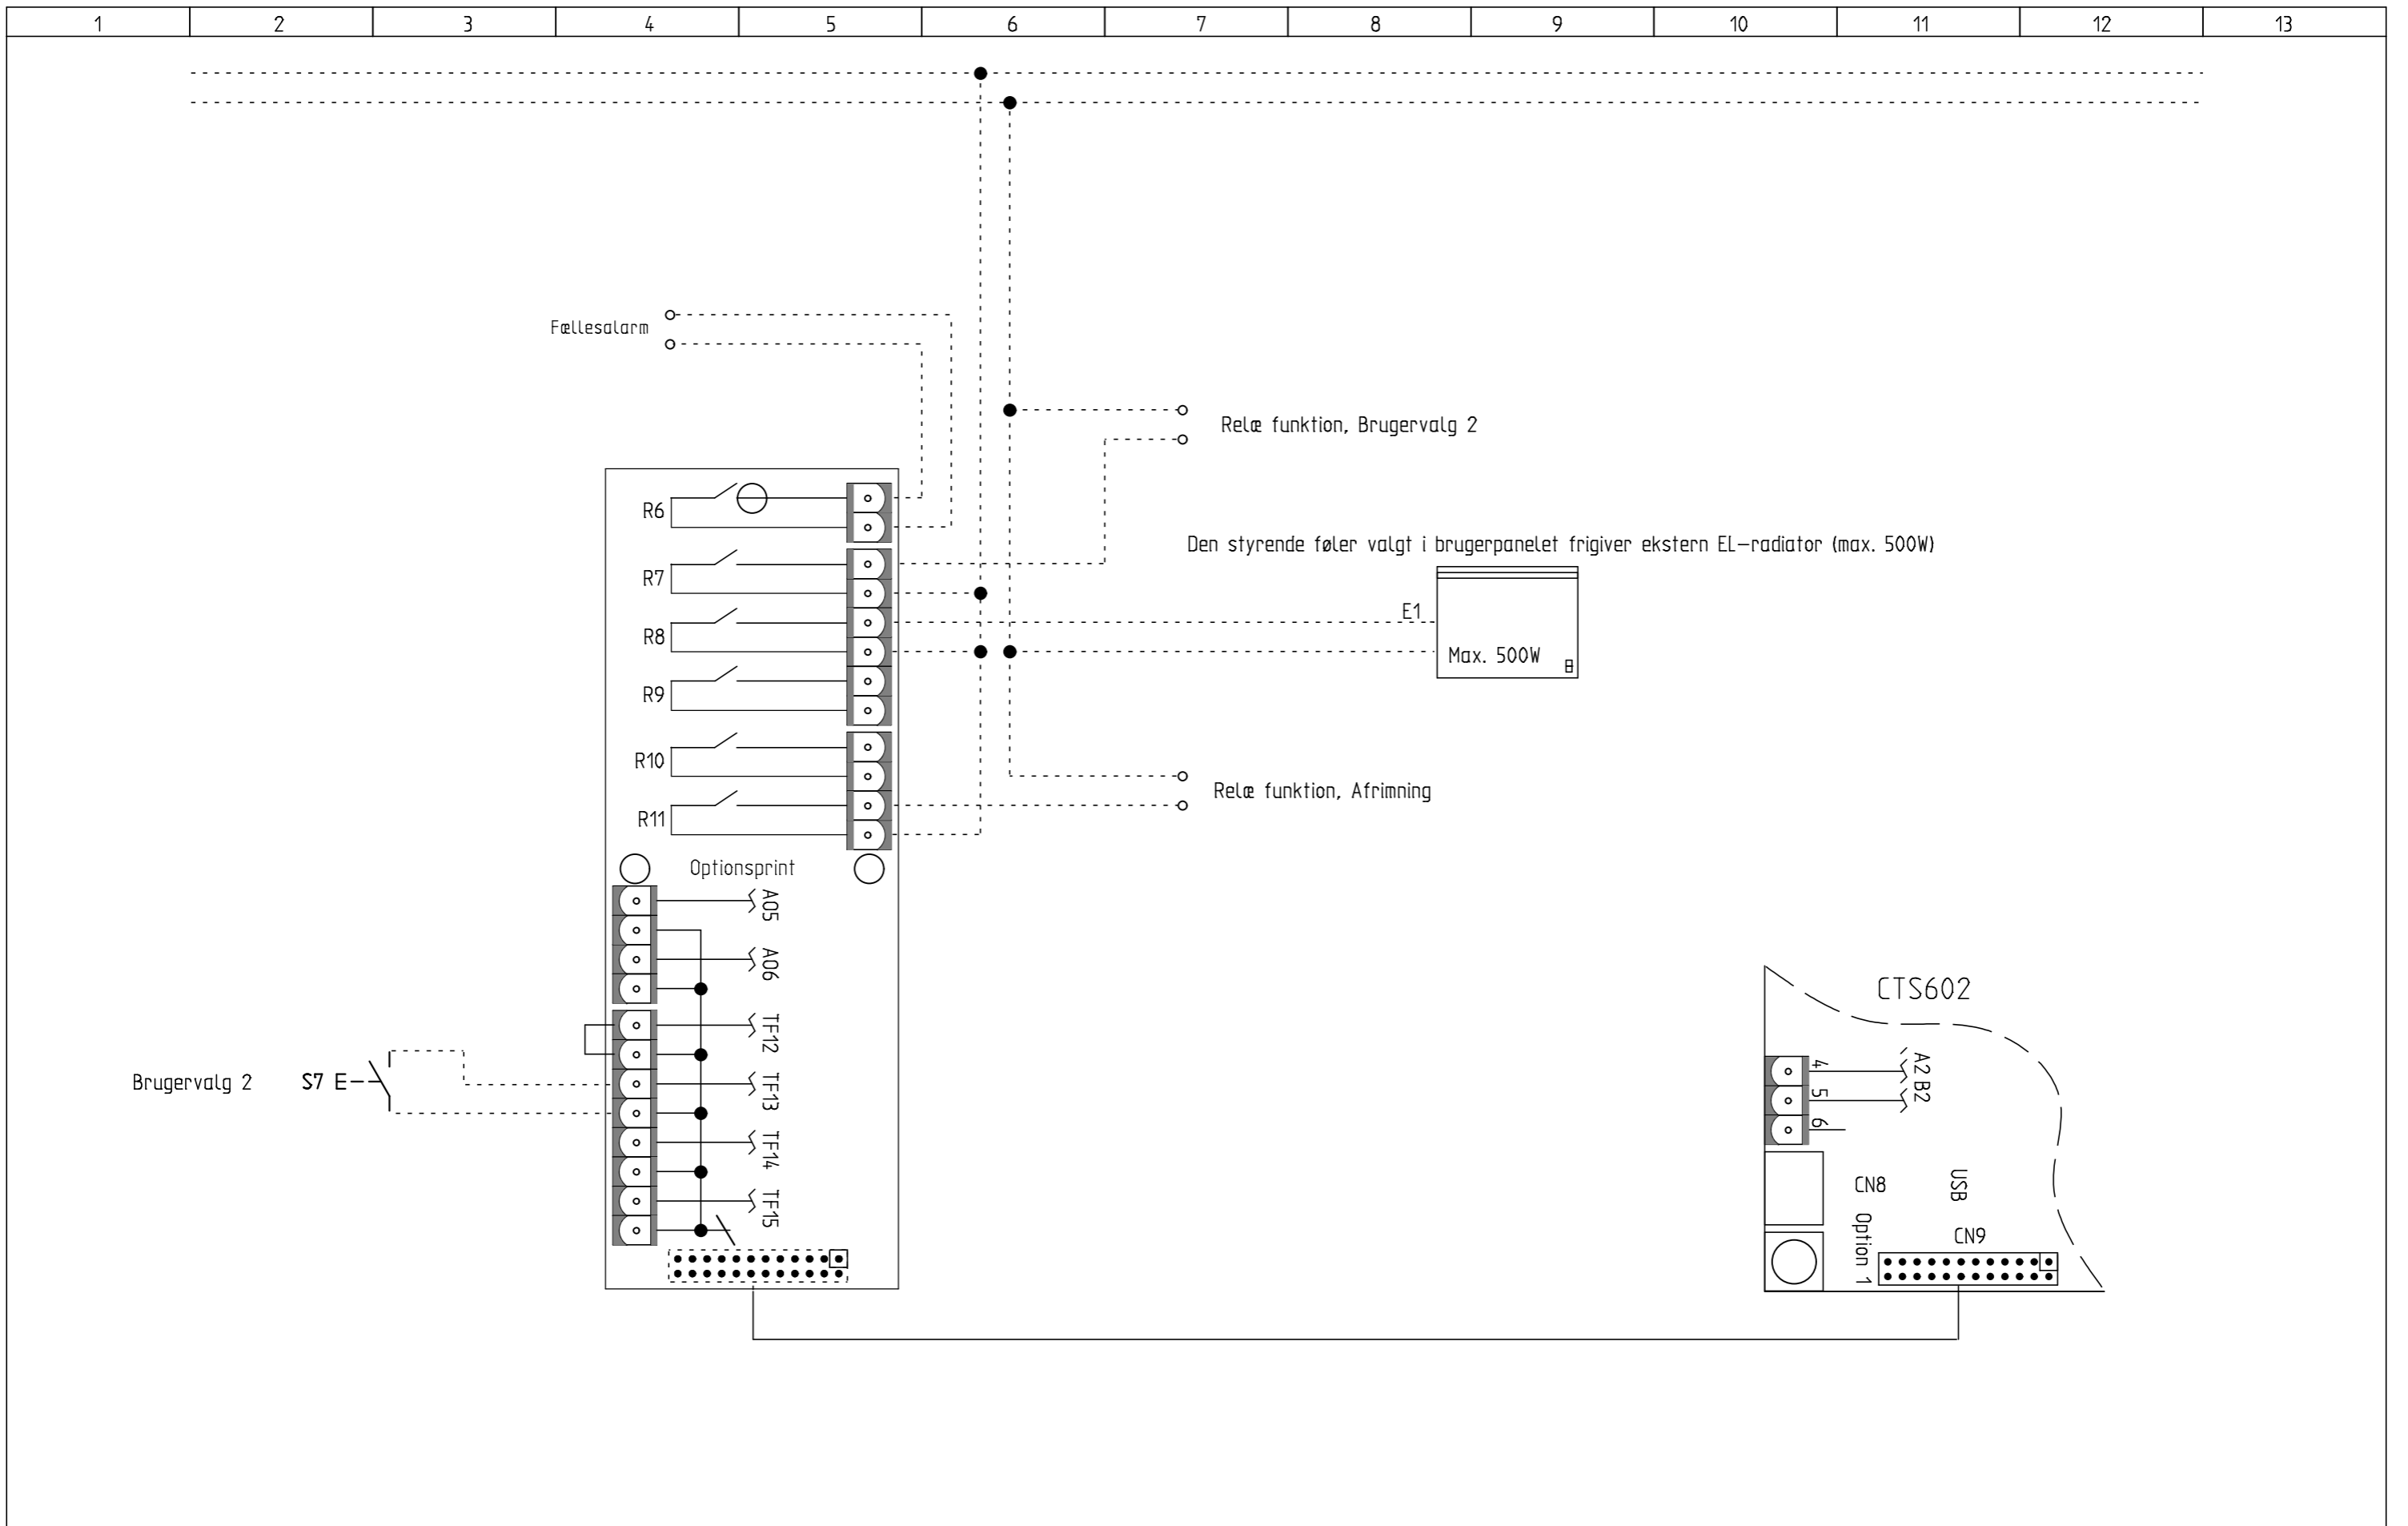 1 2 3 4 5 6 7 8 9 10 11 12 13
Fællesalarm
Relæ funktion, Brugervalg 2
R6
Den styrende føler valgt i brugerpanelet frigiver ekstern EL-radiator (max. 500W)
R7
E1
R8
Max. 500W
R9
R10
Relæ funktion, Afrimning
R11
Optionsprint
A05
A06
CTS602
TF12
4 A2
Brugervalg 2 S7
TF13
5 B2
6
TF14
CN8 USB
TF15
Option 1
CN9